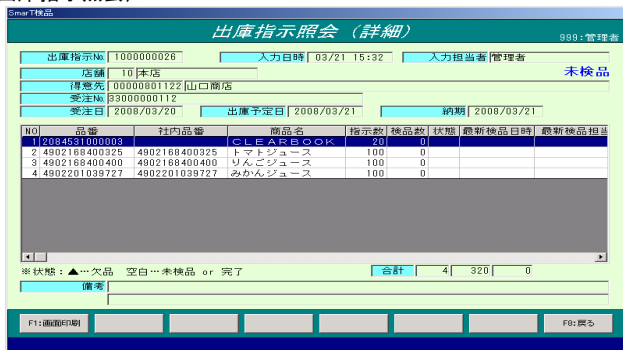 SmarT検品
出庫指示照会（詳細）
999:管理者
出庫指示No. 1000000026 入力日時 03/21 15:32 入力担当者 管理者
店舗 10 本店 未検品
得意先 00000801122 山口商店
受注No. 33000000112
受注日 2008/03/20 出庫予定日 2008/03/21 納期 2008/03/21
NO 品番 社内品番 商品名 指示数 検品数 状態 最新検品日時 最新検品担当
1 2084531000003 CLEARBOOK 20 0
2 4902168400325 4902168400325 トマトジュース 100 0
3 4902168400400 4902168400400 りんごジュース 100 0
4 4902201039727 4902201039727 みかんジュース 100 0
※状態：▲…欠品 空白…未検品 or 完了 合計 4 320 0
備考
F1:画面印刷 F9:戻る